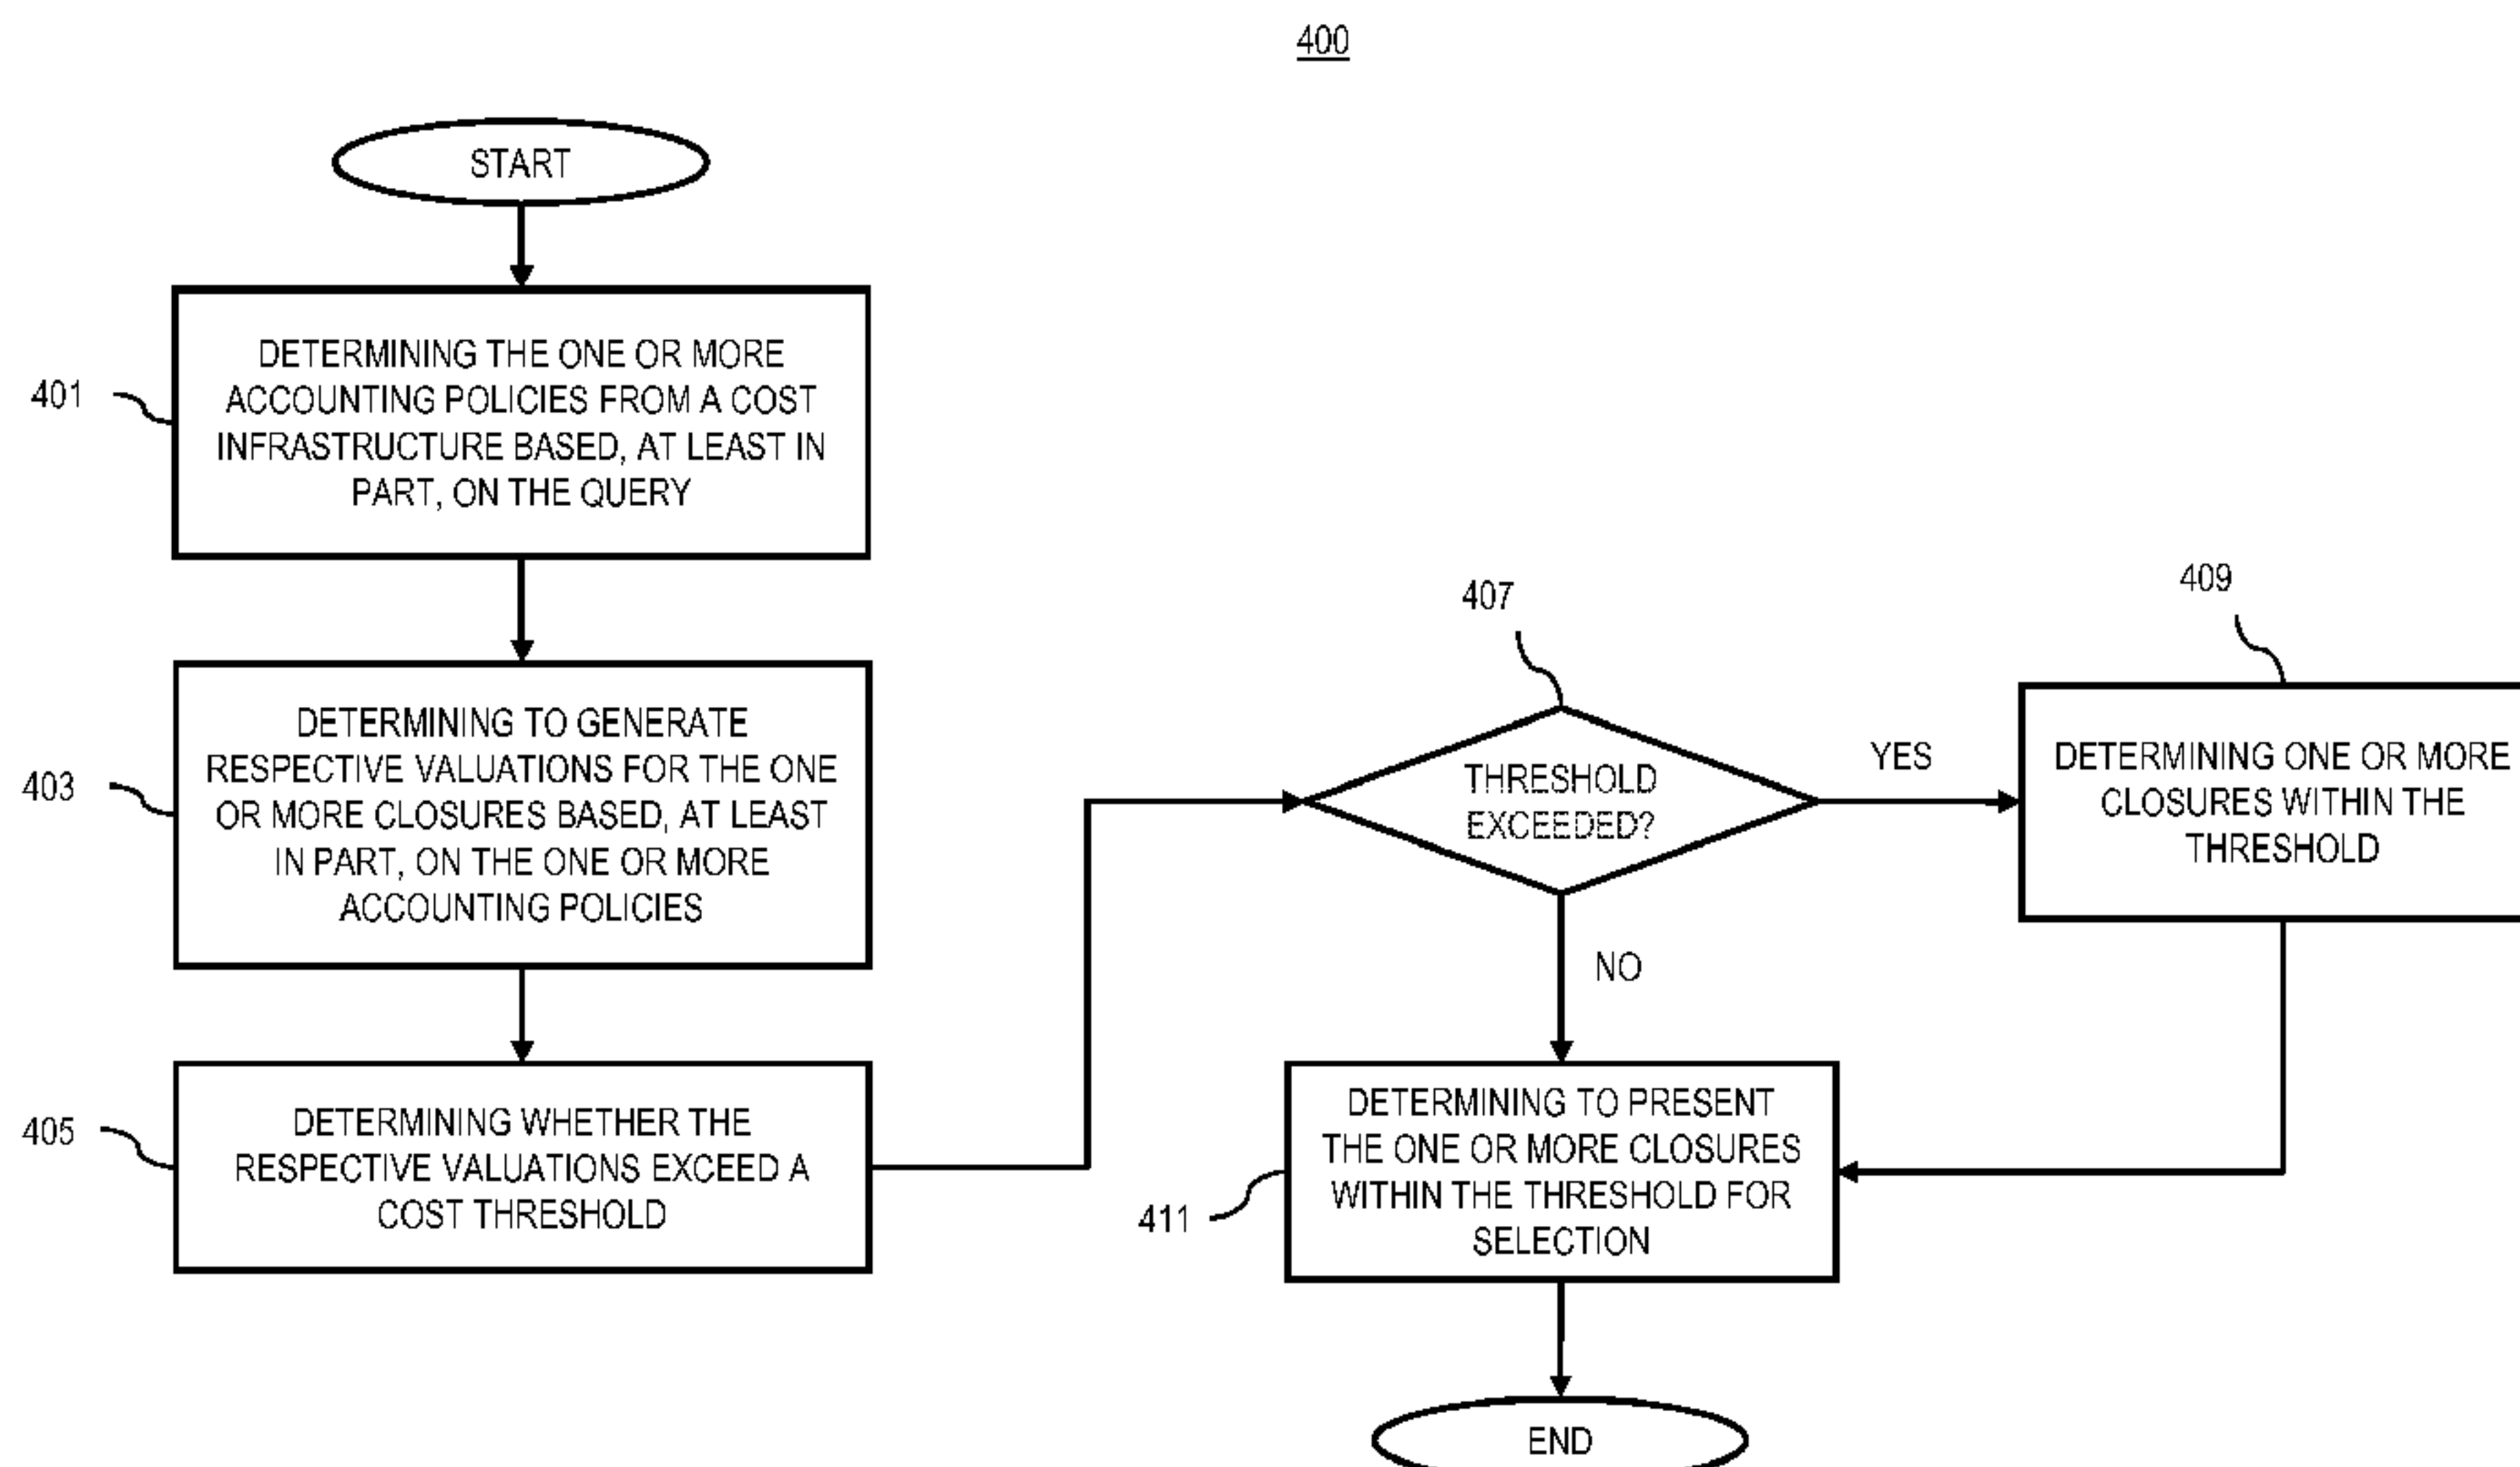 400
START
401
DETERMINING THE ONE OR MORE
ACCOUNTING POLICIES FROM A COST
INFRASTRUCTURE BASED, AT LEAST IN
PART, ON THE QUERY
403
DETERMINING TO GENERATE
RESPECTIVE VALUATIONS FOR THE ONE
OR MORE CLOSURES BASED, AT LEAST
IN PART, ON THE ONE OR MORE
ACCOUNTING POLICIES
405
DETERMINING WHETHER THE
RESPECTIVE VALUATIONS EXCEED A
COST THRESHOLD
407
THRESHOLD
EXCEEDED?
YES
409
DETERMINING ONE OR MORE
CLOSURES WITHIN THE
THRESHOLD
NO
411
DETERMINING TO PRESENT
THE ONE OR MORE CLOSURES
WITHIN THE THRESHOLD FOR
SELECTION
END